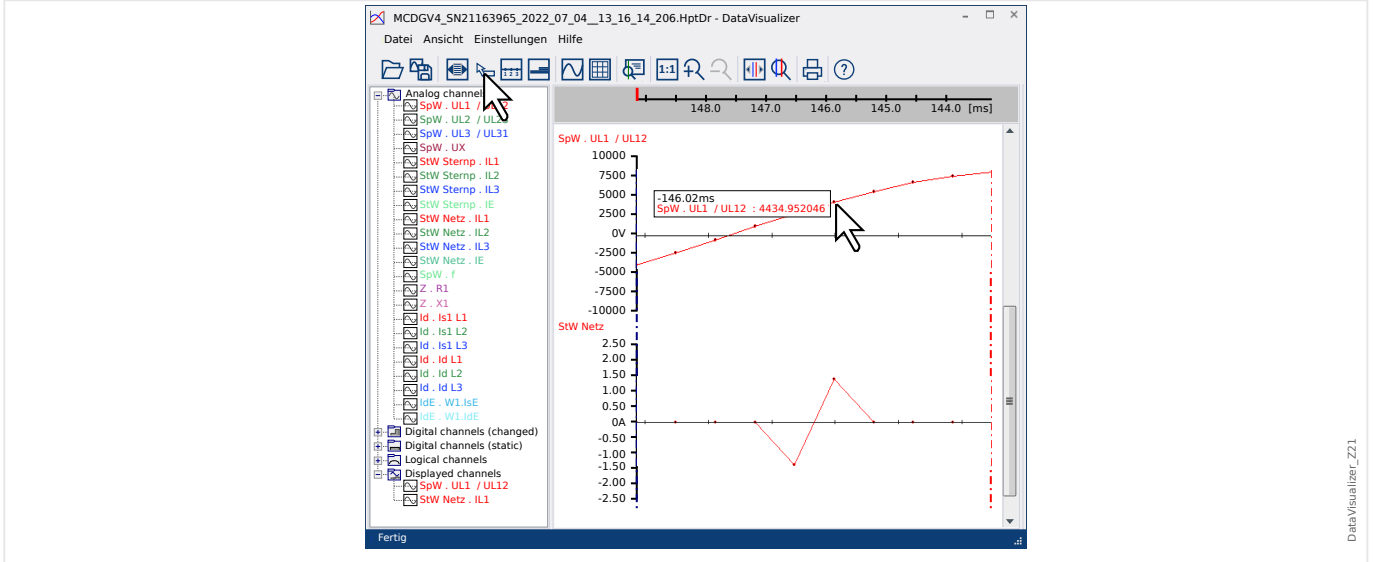 MCDGV4_SN21163965_2022_07_04__13_16_14_206.HptDr - DataVisualizer
Datei Ansicht Einstellungen Hilfe
1:1
Analog channels
SpW . UL1 / UL12
SpW . UL2 / UL23
SpW . UL3 / UL31
SpW . UX
StW Sternp . IL1
StW Sternp . IL2
StW Sternp . IL3
StW Sternp . IE
StW Netz . IL1
StW Netz . IL2
StW Netz . IL3
StW Netz . IE
SpW . f
Z . R1
Z . X1
Id . Is1 L1
Id . Is1 L2
Id . Is1 L3
Id . Id L1
Id . Id L2
Id . Id L3
IdE . W1.IsE
IdE . W1.IdE
Digital channels (changed)
Digital channels (static)
Logical channels
Displayed channels
SpW . UL1 / UL12
StW Netz . IL1
148.0 147.0 146.0 145.0 144.0 [ms]
SpW . UL1 / UL12
10000
7500
5000
2500
0V
-2500
-5000
-7500
-10000
-146.02ms
SpW . UL1 / UL12 : 4434.952046
StW Netz
2.50
2.00
1.50
1.00
0.50
0A
-0.50
-1.00
-1.50
-2.00
-2.50
Fertig
DataVisualizer_Z21